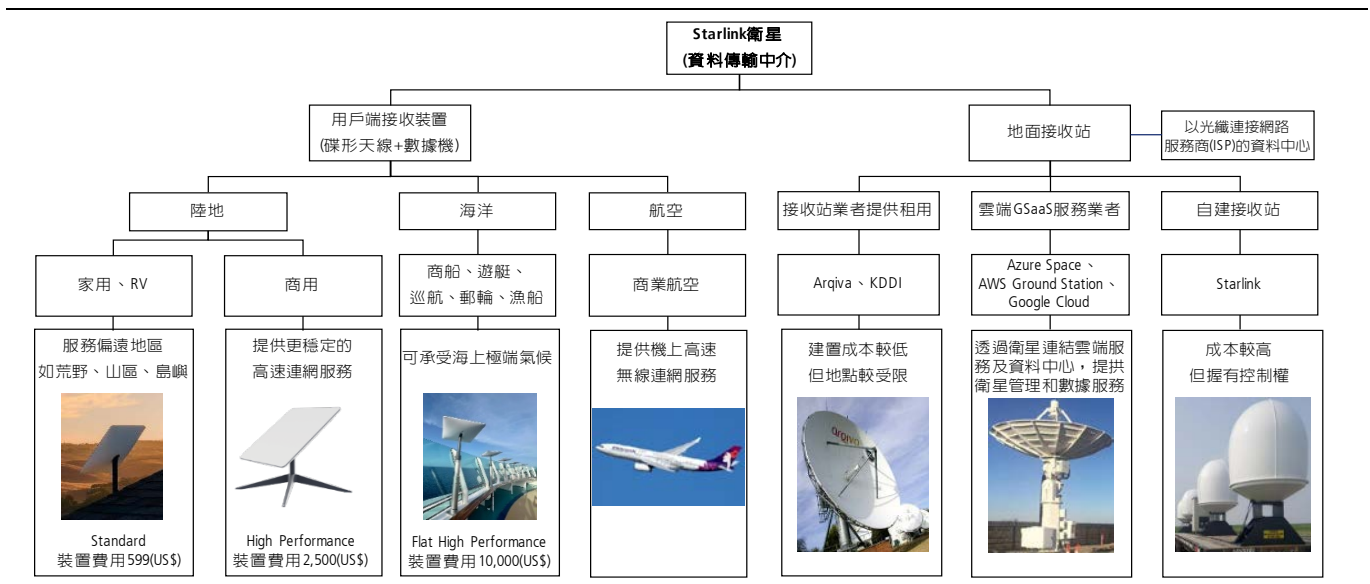 Starlink衛星
(資料傳輸中介)
用戶端接收裝置
(碟形天線+數據機)
地面接收站
以光纖連接網路
服務商(ISP)的資料中心
陸地
海洋
航空
接收站業者提供租用
雲端GSaaS服務業者
自建接收站
家用、RV
商用
商船、遊艇、
巡航、郵輪、漁船
商業航空
Arqiva、KDDI
Azure Space、
AWS Ground Station、
Google Cloud
Starlink
服務偏遠地區
如荒野、山區、島嶼
提供更穩定的
高速連網服務
可承受海上極端氣候
提供機上高速
無線連網服務
建置成本較低
但地點較受限
透過衛星連結雲端服
務及資料中心，提供
衛星管理和數據服務
成本較高
但握有控制權
arqiva
Standard
裝置費用599(US$)
High Performance
裝置費用2,500(US$)
Flat High Performance
裝置費用10,000(US$)